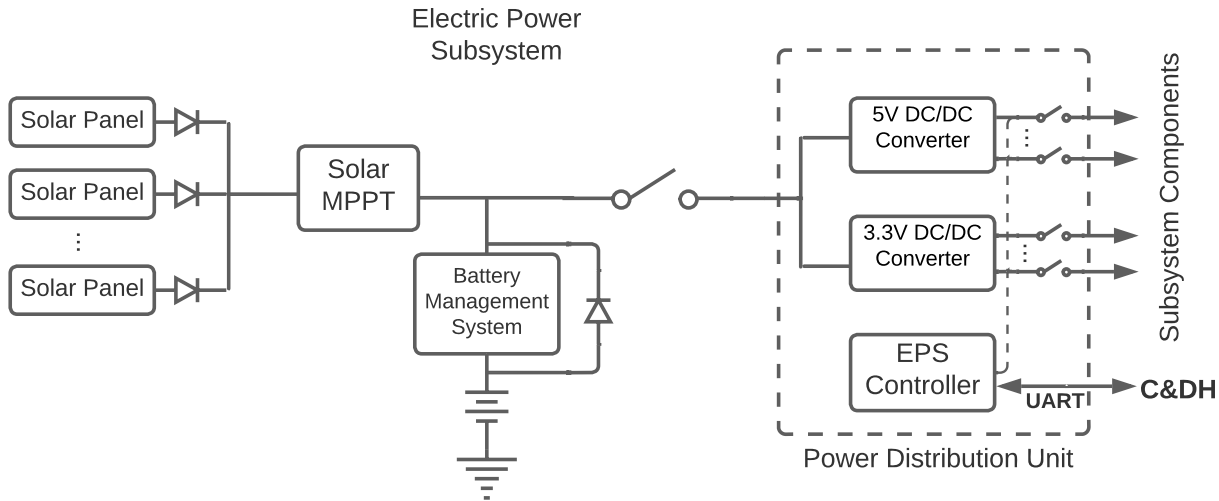 Electric Power
Subsystem
Solar Panel
Solar Panel
Solar Panel
Solar
MPPT
Battery
Management
System
5V DC/DC
Converter
3.3V DC/DC
Converter
EPS
Controller
UART
C&DH
Subsystem Components
Power Distribution Unit